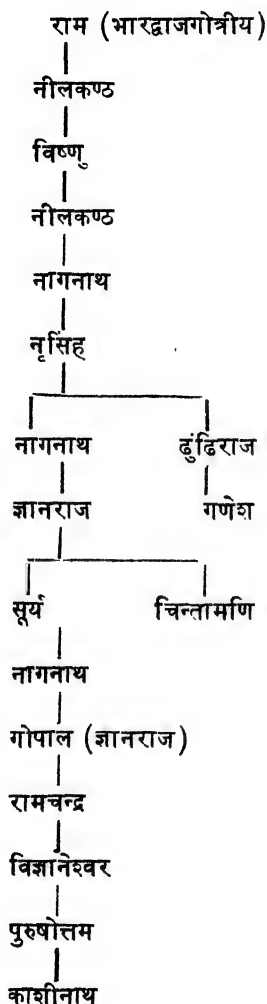 राम (भारद्वाजगोत्रीय)
नीलकण्ठ
विष्णु
नीलकण्ठ
नागनाथ
नृसिंह
नागनाथ ढुंढिराज
ज्ञानराज गणेश
सूर्य चिन्तामणि
नागनाथ
गोपाल (ज्ञानराज)
रामचन्द्र
विज्ञानेश्वर
पुरुषोत्तम
काशीनाथ